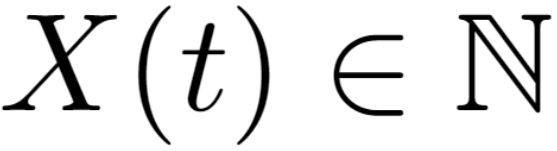 X(t) ∈ ℕ